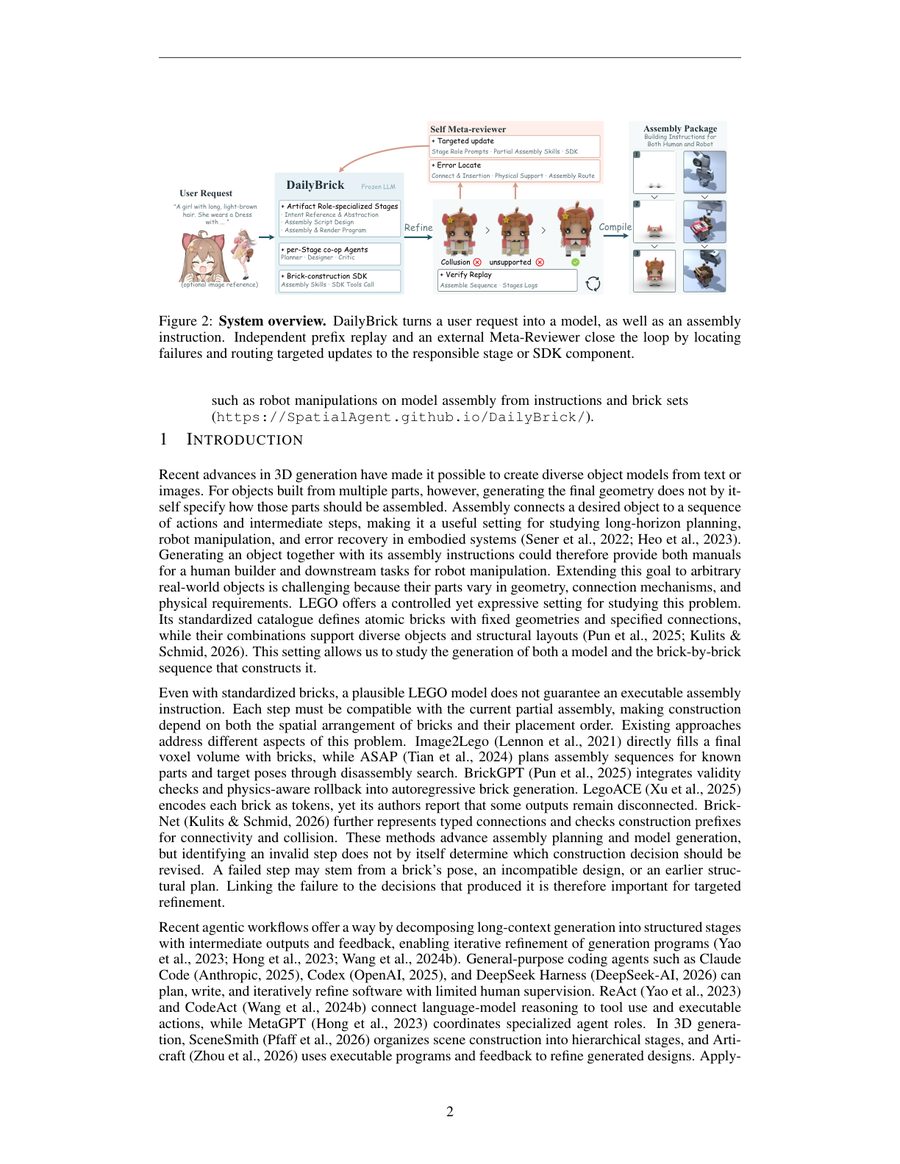 User Request
"A girl with long, light-brown
hair. She wears a Dress
with ... "
(optional image reference)
DailyBrick Frozen LLM
+ Artifact Role-specialized Stages
· Intent Reference & Abstraction
· Assembly Script Design
· Assembly & Render Program
+ per-Stage co-op Agents
Planner · Designer · Critic
+ Brick-construction SDK
Assembly Skills · SDK Tools Call
Refine
Self Meta-reviewer
+ Targeted update
Stage Role Prompts · Partial Assembly Skills · SDK
+ Error Locate
Connect & Insertion · Physical Support · Assembly Route
Collusion unsupported
+ Verify Replay
Assemble Sequence · Stages Logs
Compile
Assembly Package
Building Instructions for
Both Human and Robot
1
2
3
Figure 2: System overview. DailyBrick turns a user request into a model, as well as an assembly
instruction. Independent prefix replay and an external Meta-Reviewer close the loop by locating
failures and routing targeted updates to the responsible stage or SDK component.
such as robot manipulations on model assembly from instructions and brick sets
(https://SpatialAgent.github.io/DailyBrick/).
1 INTRODUCTION
Recent advances in 3D generation have made it possible to create diverse object models from text or
images. For objects built from multiple parts, however, generating the final geometry does not by it-
self specify how those parts should be assembled. Assembly connects a desired object to a sequence
of actions and intermediate steps, making it a useful setting for studying long-horizon planning,
robot manipulation, and error recovery in embodied systems (Sener et al., 2022; Heo et al., 2023).
Generating an object together with its assembly instructions could therefore provide both manuals
for a human builder and downstream tasks for robot manipulation. Extending this goal to arbitrary
real-world objects is challenging because their parts vary in geometry, connection mechanisms, and
physical requirements. LEGO offers a controlled yet expressive setting for studying this problem.
Its standardized catalogue defines atomic bricks with fixed geometries and specified connections,
while their combinations support diverse objects and structural layouts (Pun et al., 2025; Kulits &
Schmid, 2026). This setting allows us to study the generation of both a model and the brick-by-brick
sequence that constructs it.
Even with standardized bricks, a plausible LEGO model does not guarantee an executable assembly
instruction. Each step must be compatible with the current partial assembly, making construction
depend on both the spatial arrangement of bricks and their placement order. Existing approaches
address different aspects of this problem. Image2Lego (Lennon et al., 2021) directly fills a final
voxel volume with bricks, while ASAP (Tian et al., 2024) plans assembly sequences for known
parts and target poses through disassembly search. BrickGPT (Pun et al., 2025) integrates validity
checks and physics-aware rollback into autoregressive brick generation. LegoACE (Xu et al., 2025)
encodes each brick as tokens, yet its authors report that some outputs remain disconnected. Brick-
Net (Kulits & Schmid, 2026) further represents typed connections and checks construction prefixes
for connectivity and collision. These methods advance assembly planning and model generation,
but identifying an invalid step does not by itself determine which construction decision should be
revised. A failed step may stem from a brick's pose, an incompatible design, or an earlier struc-
tural plan. Linking the failure to the decisions that produced it is therefore important for targeted
refinement.
Recent agentic workflows offer a way by decomposing long-context generation into structured stages
with intermediate outputs and feedback, enabling iterative refinement of generation programs (Yao
et al., 2023; Hong et al., 2023; Wang et al., 2024b). General-purpose coding agents such as Claude
Code (Anthropic, 2025), Codex (OpenAI, 2025), and DeepSeek Harness (DeepSeek-AI, 2026) can
plan, write, and iteratively refine software with limited human supervision. ReAct (Yao et al., 2023)
and CodeAct (Wang et al., 2024b) connect language-model reasoning to tool use and executable
actions, while MetaGPT (Hong et al., 2023) coordinates specialized agent roles. In 3D genera-
tion, SceneSmith (Pfaff et al., 2026) organizes scene construction into hierarchical stages, and Arti-
craft (Zhou et al., 2026) uses executable programs and feedback to refine generated designs. Apply-
2